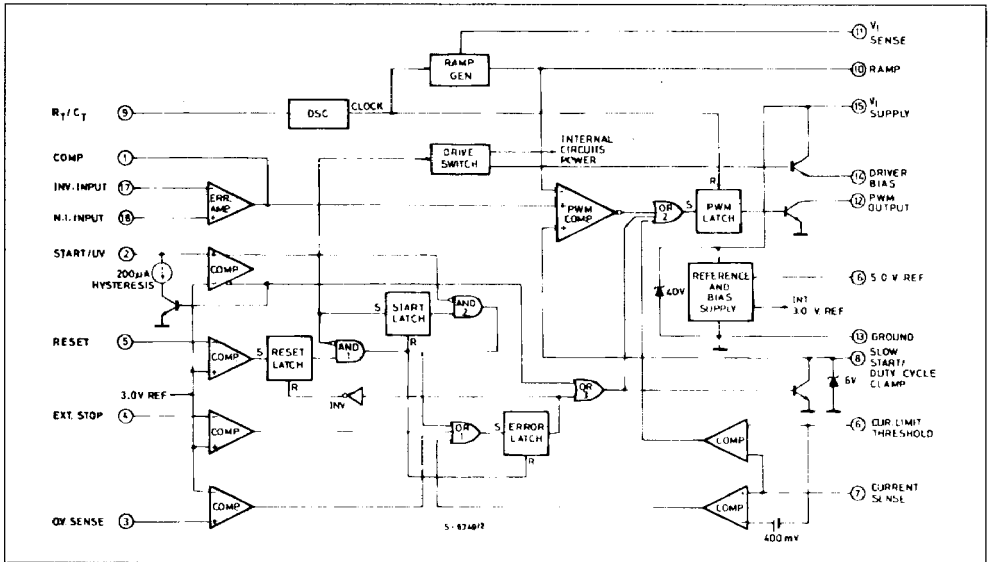 11 V_I SENSE
RAMP GEN
10 RAMP
R_T/C_T 9
OSC
CLOCK
15 V_I SUPPLY
COMP 1
DRIVE SWITCH
INTERNAL CIRCUITS POWER
14 DRIVER BIAS
INV. INPUT 17
- ERR. AMP +
N.I. INPUT 18
- + PWM COMP +
OR 2
S R PWM LATCH
12 PWM OUTPUT
START/UV 2
200µA HYSTERESIS
+ COMP -
40V
REFERENCE AND BIAS SUPPLY
6 5.0 V REF
INT 3.0 V REF
S START LATCH R
AND 2
13 GROUND
RESET 5
- COMP +
S RESET LATCH R
AND 1
8 SLOW START/ DUTY CYCLE CLAMP
6V
3.0V REF
INV
OR 3
EXT. STOP 4
- COMP +
OR 1
S ERROR LATCH R
COMP
6 CUR. LIMIT THRESHOLD
O.V. SENSE 3
- COMP +
COMP
7 CURRENT SENSE
400mV
S-6740/2